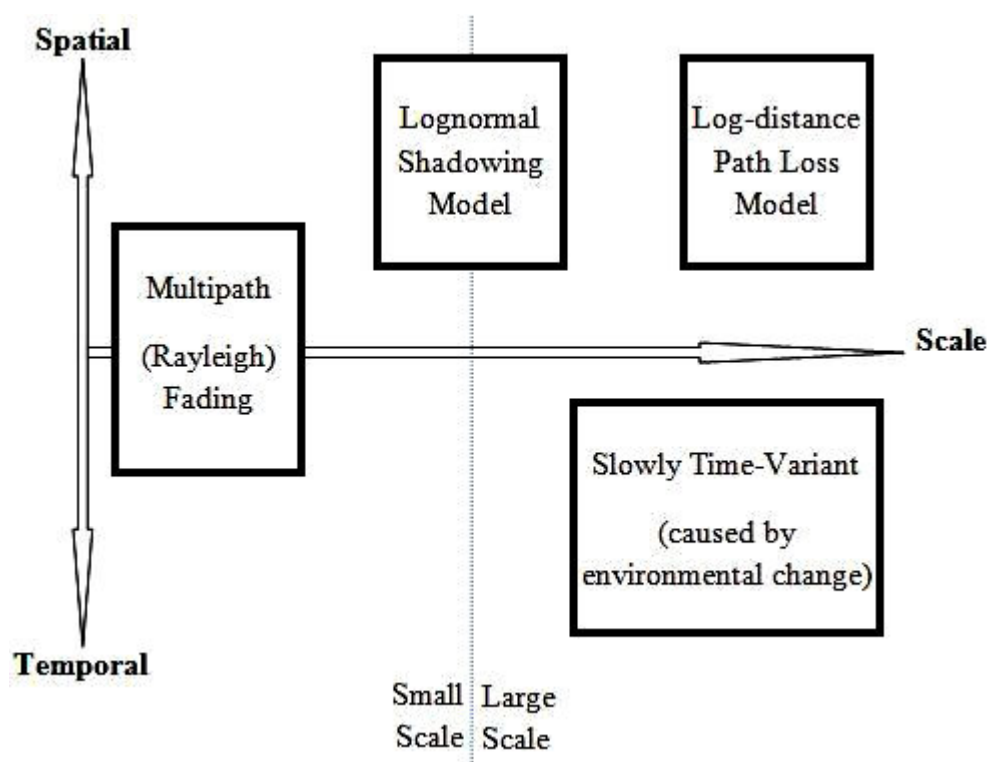 Spatial
Lognormal
Shadowing
Model
Log-distance
Path Loss
Model
Multipath
(Rayleigh)
Fading
Scale
Slowly Time-Variant
(caused by
environmental change)
Temporal
Small
Scale
Large
Scale